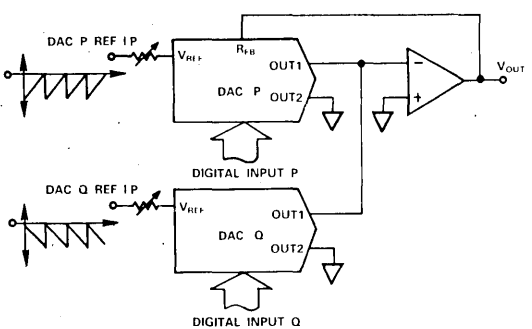 DAC P REF I P
VREF
RFB
OUT1
DAC P
OUT2
DIGITAL INPUT P
−
+
VOUT
DAC Q REF I P
VREF
OUT1
DAC Q
OUT2
DIGITAL INPUT Q